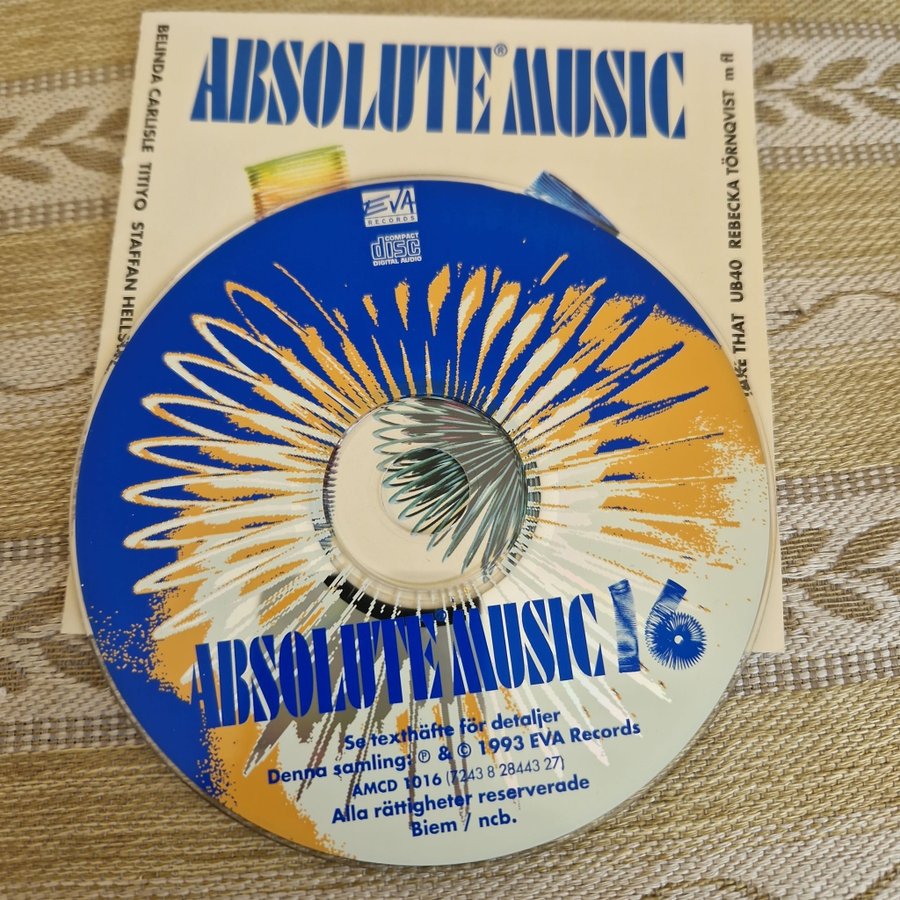 ABSOLUTE® MUSIC
BELINDA CARLISLE TITIYO STAFFAN
TAKE THAT UB40 REBECKA TÖRNQVIST m fl
EVA
RECORDS
COMPACT
disc
DIGITAL AUDIO
ABSOLUTE MUSIC 16
Se texthäfte för detaljer
Denna samling: ℗ & © 1993 EVA Records
AMCD 1016 (7243 8 28443 27)
Alla rättigheter reserverade
Biem / ncb.